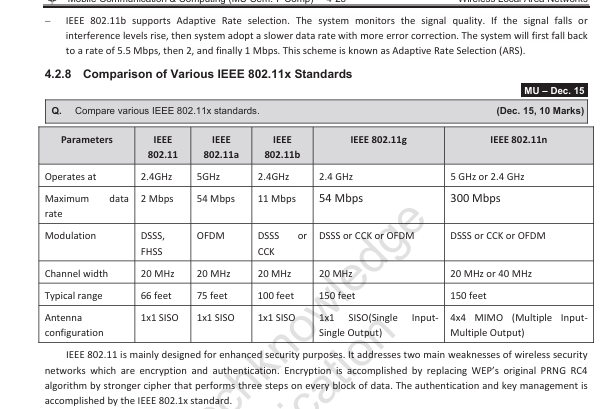 Mobile Communication & (MU-Sem. 7-Comp) 4-28 Wireless Local Area Networks
– IEEE 802.11b supports Adaptive Rate selection. The system monitors the signal quality. If the signal falls or
interference levels rise, then system adopt a slower data rate with more error correction. The system will first fall back
to a rate of 5.5 Mbps, then 2, and finally 1 Mbps. This scheme is known as Adaptive Rate Selection (ARS).
4.2.8 Comparison of Various IEEE 802.11x Standards
MU – Dec. 15
Q. Compare various IEEE 802.11x standards. (Dec. 15, 10 Marks)
Parameters IEEE 802.11 IEEE 802.11a IEEE 802.11b IEEE 802.11g IEEE 802.11n
Operates at 2.4GHz 5GHz 2.4GHz 2.4 GHz 5 GHz or 2.4 GHz
Maximum data rate 2 Mbps 54 Mbps 11 Mbps 54 Mbps 300 Mbps
Modulation DSSS, FHSS OFDM DSSS or CCK DSSS or CCK or OFDM DSSS or CCK or OFDM
Channel width 20 MHz 20 MHz 20 MHz 20 MHz 20 MHz or 40 MHz
Typical range 66 feet 75 feet 100 feet 150 feet 150 feet
Antenna configuration 1x1 SISO 1x1 SISO 1x1 SISO 1x1 SISO(Single Input-Single Output) 4x4 MIMO (Multiple Input-Multiple Output)
IEEE 802.11 is mainly designed for enhanced security purposes. It addresses two main weaknesses of wireless security
networks which are encryption and authentication. Encryption is accomplished by replacing WEP's original PRNG RC4
algorithm by stronger cipher that performs three steps on every block of data. The authentication and key management is
accomplished by the IEEE 802.1x standard.